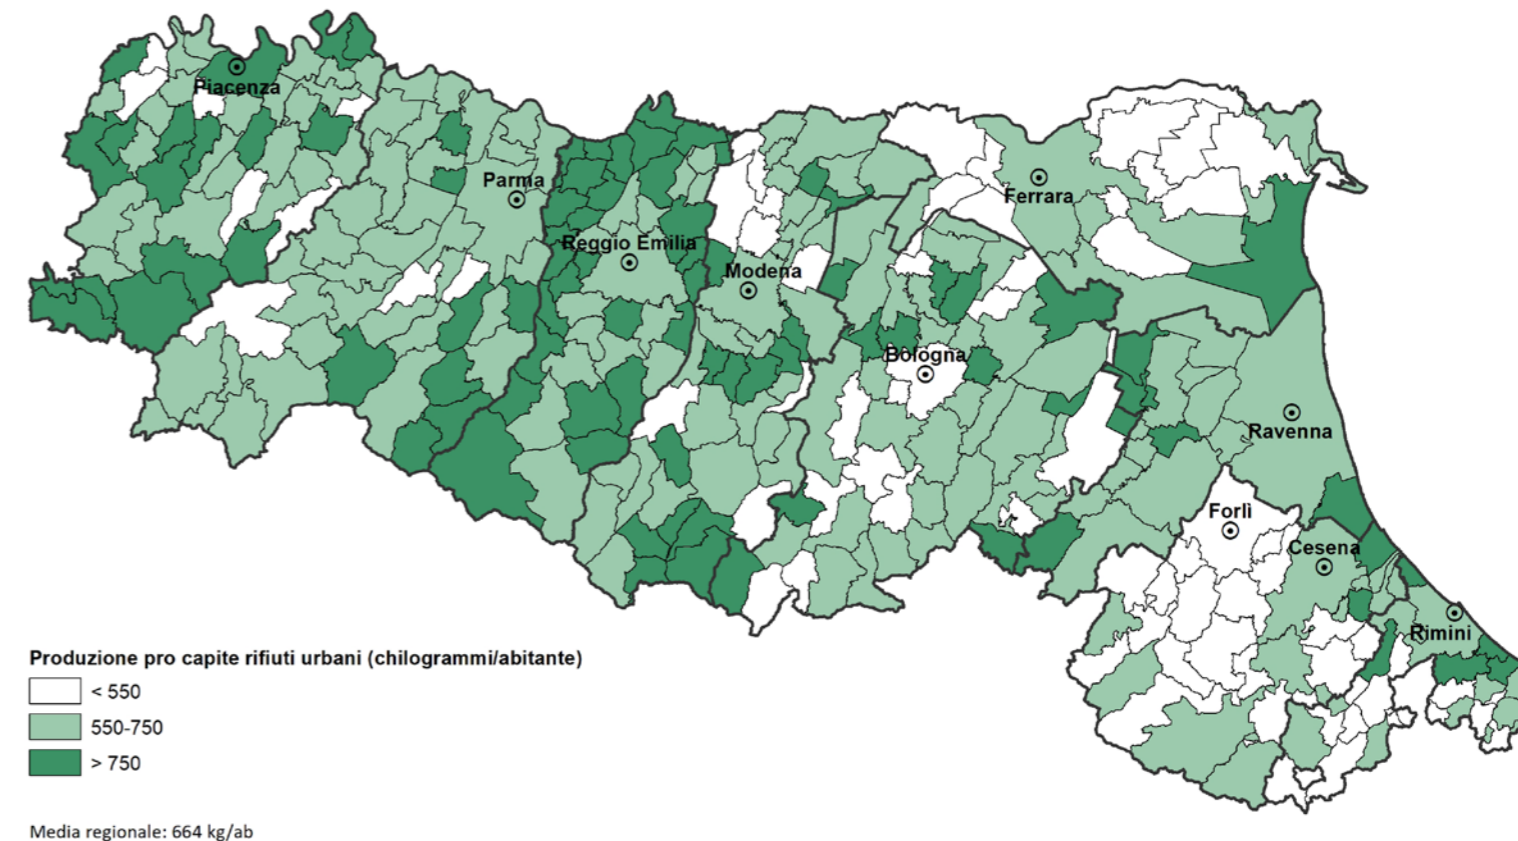 Piacenza
Parma
Reggio Emilia
Modena
Ferrara
Bologna
Ravenna
Forlì
Cesena
Rimini
Produzione pro capite rifiuti urbani (chilogrammi/abitante)
< 550
550-750
> 750
Media regionale: 664 kg/ab